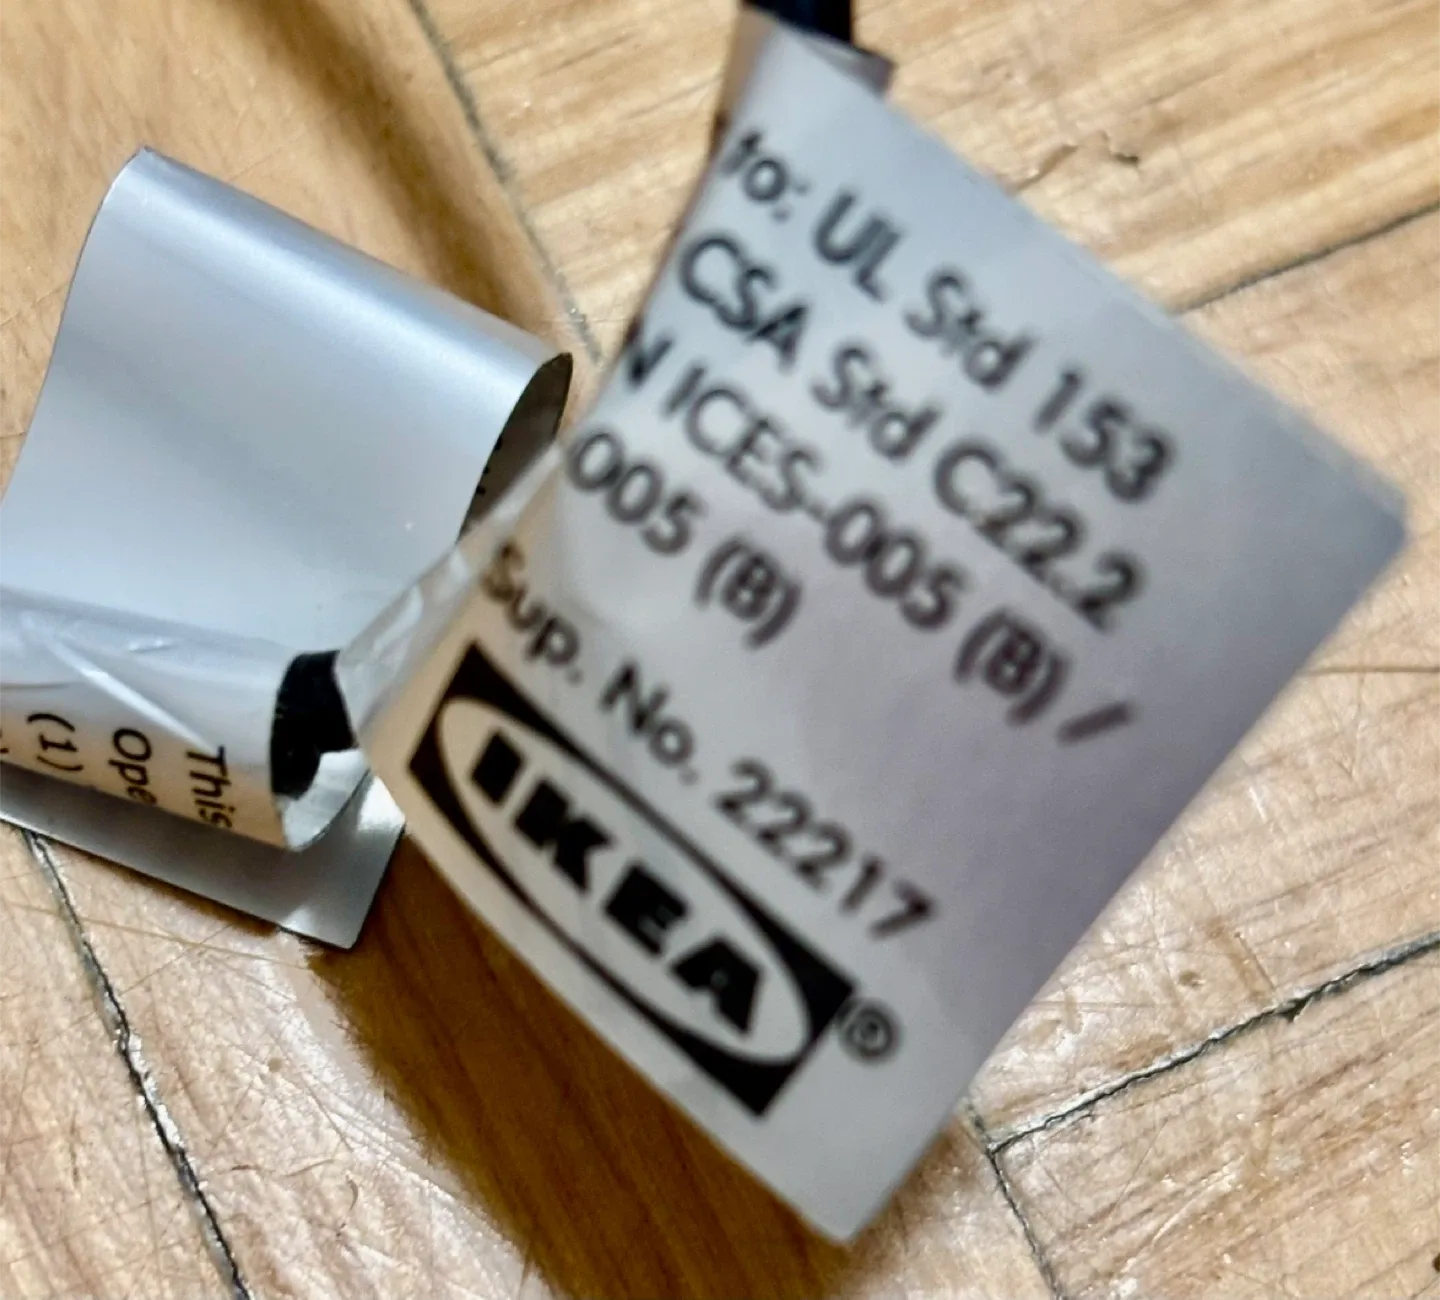 to: UL Std 153
CSA Std C22.2
N ICES-005 (B) /
005 (B)
Sup. No. 22217
IKEA®
This
Ope
(1)